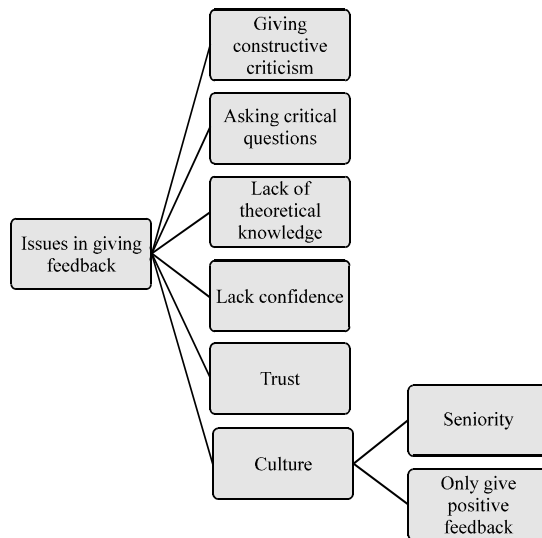 Giving
constructive
criticism
Asking critical
questions
Lack of
theoretical
knowledge
Issues in giving
feedback
Lack confidence
Trust
Culture
Seniority
Only give
positive
feedback